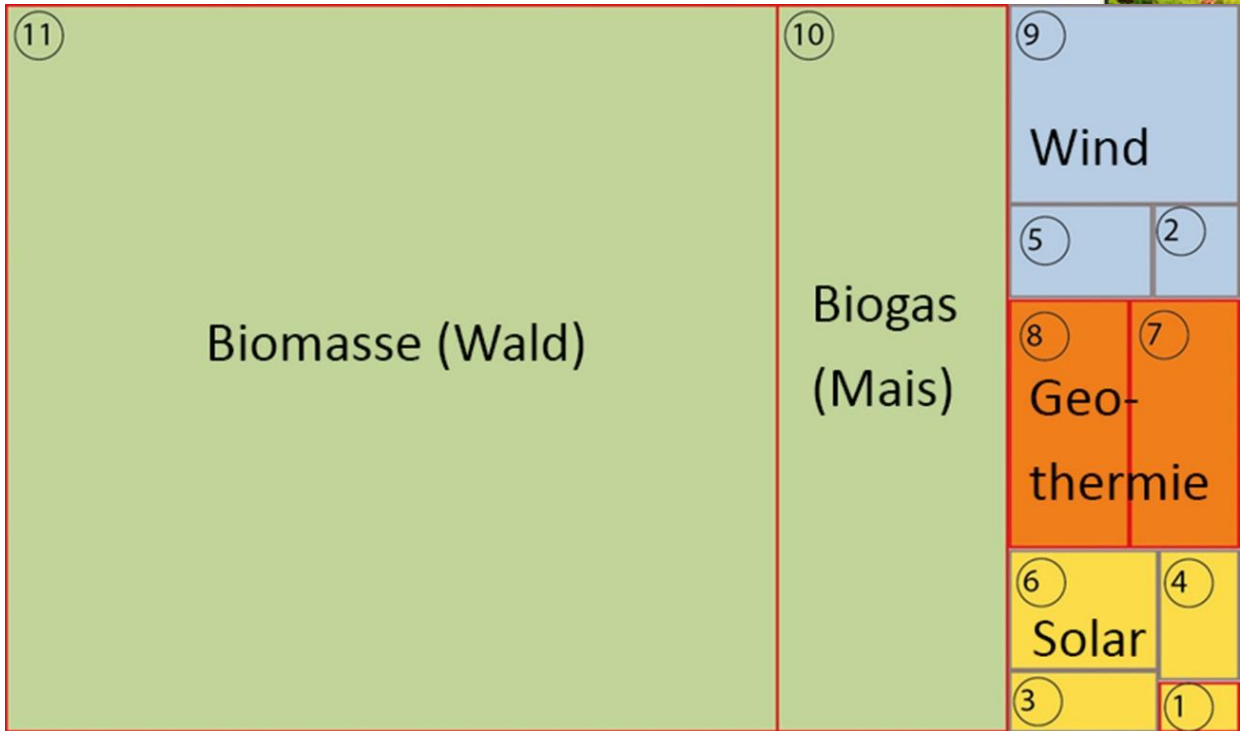 11
Biomasse (Wald)
10
Biogas
(Mais)
9
Wind
5
2
8
7
Geo-
thermie
6
4
Solar
3
1